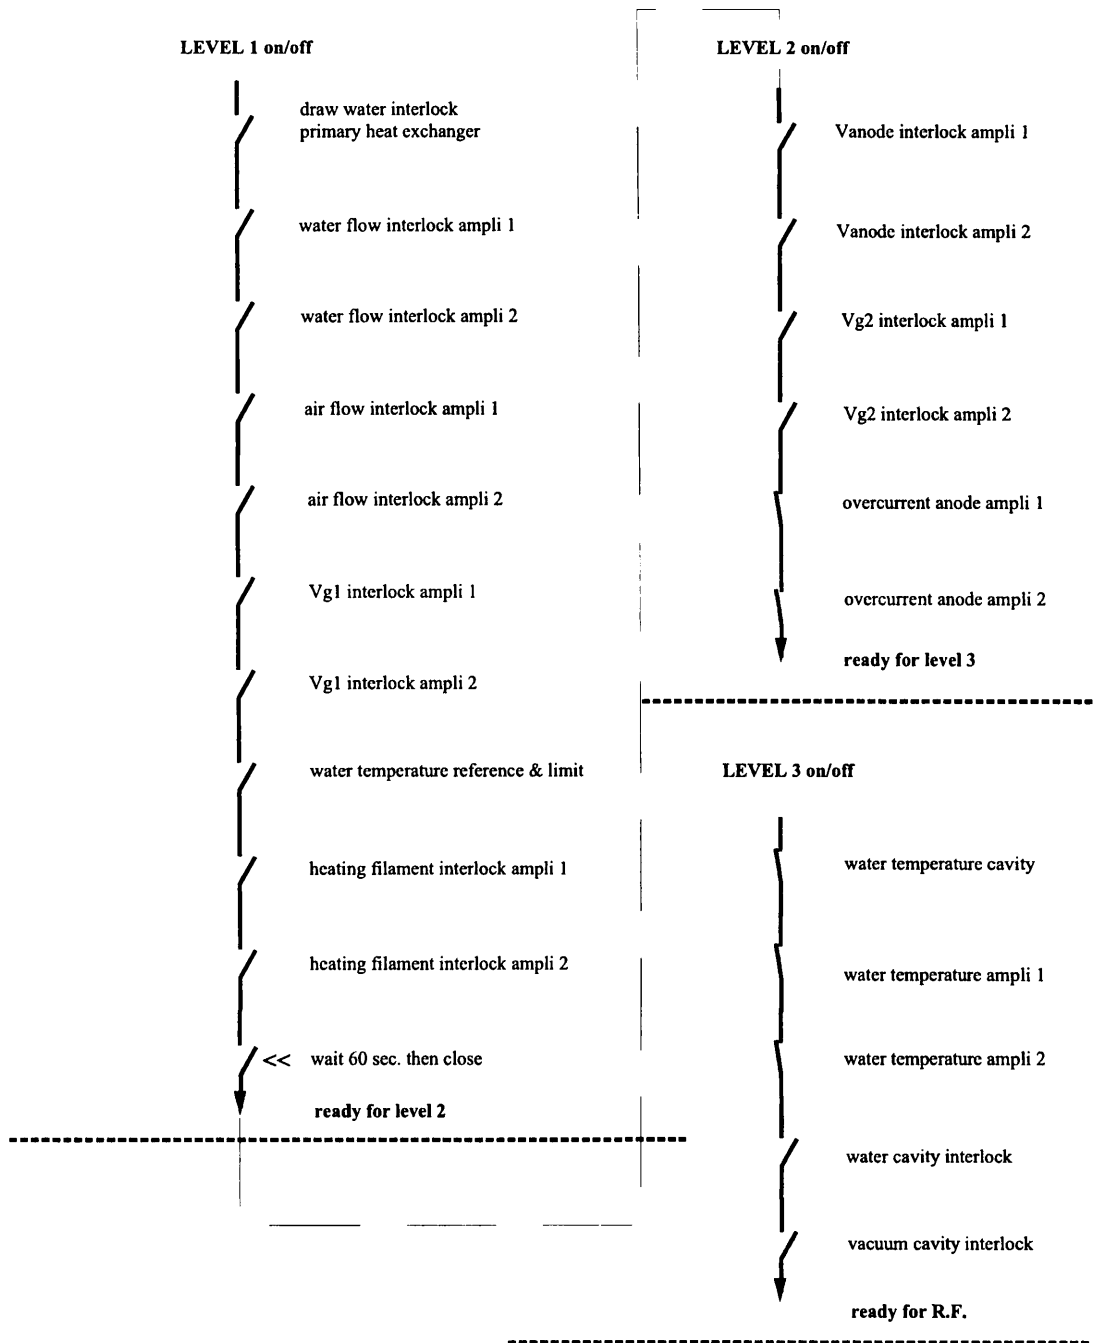 LEVEL 1 on/off
draw water interlock
primary heat exchanger
water flow interlock ampli 1
water flow interlock ampli 2
air flow interlock ampli 1
air flow interlock ampli 2
Vg1 interlock ampli 1
Vg1 interlock ampli 2
water temperature reference & limit
heating filament interlock ampli 1
heating filament interlock ampli 2
<< wait 60 sec. then close
ready for level 2
LEVEL 2 on/off
Vanode interlock ampli 1
Vanode interlock ampli 2
Vg2 interlock ampli 1
Vg2 interlock ampli 2
overcurrent anode ampli 1
overcurrent anode ampli 2
ready for level 3
LEVEL 3 on/off
water temperature cavity
water temperature ampli 1
water temperature ampli 2
water cavity interlock
vacuum cavity interlock
ready for R.F.